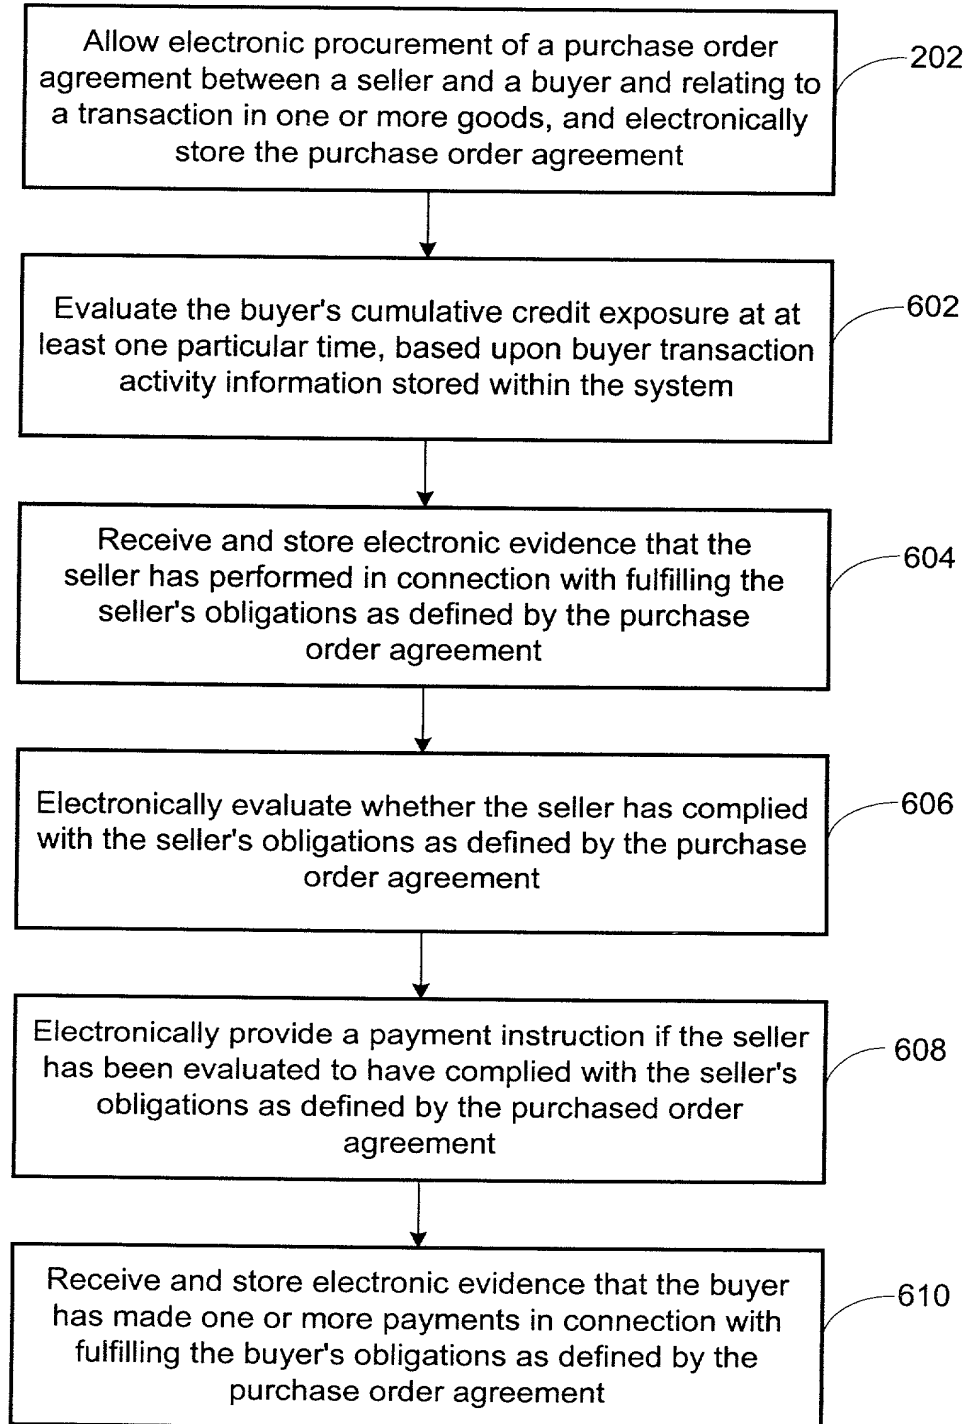 Allow electronic procurement of a purchase order
agreement between a seller and a buyer and relating to
a transaction in one or more goods, and electronically
store the purchase order agreement
202
Evaluate the buyer's cumulative credit exposure at at
least one particular time, based upon buyer transaction
activity information stored within the system
602
Receive and store electronic evidence that the
seller has performed in connection with fulfilling the
seller's obligations as defined by the purchase
order agreement
604
Electronically evaluate whether the seller has complied
with the seller's obligations as defined by the purchase
order agreement
606
Electronically provide a payment instruction if the seller
has been evaluated to have complied with the seller's
obligations as defined by the purchased order
agreement
608
Receive and store electronic evidence that the buyer
has made one or more payments in connection with
fulfilling the buyer's obligations as defined by the
purchase order agreement
610